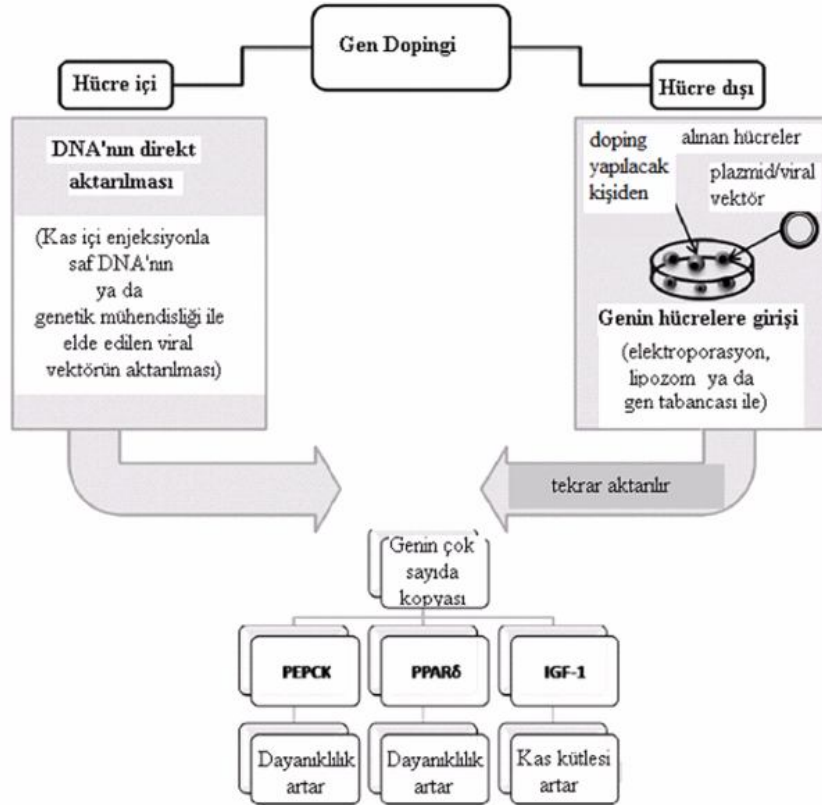 Gen Dopingi
Hücre içi
Hücre dışı
DNA'nın direkt
aktarılması
(Kas içi enjeksiyonla
saf DNA'nın
ya da
genetik mühendisliği ile
elde edilen viral
vektörün aktarılması)
doping
yapılacak
kişiden
alınan hücreler
plazmid/viral
vektör
Genin hücrelere girişi
(elektroporasyon,
lipozom ya da
gen tabancası ile)
tekrar aktarılır
Genin çok
sayıda
kopyası
PEPCK
PPARδ
IGF-1
Dayanıklılık
artar
Dayanıklılık
artar
Kas kütlesi
artar